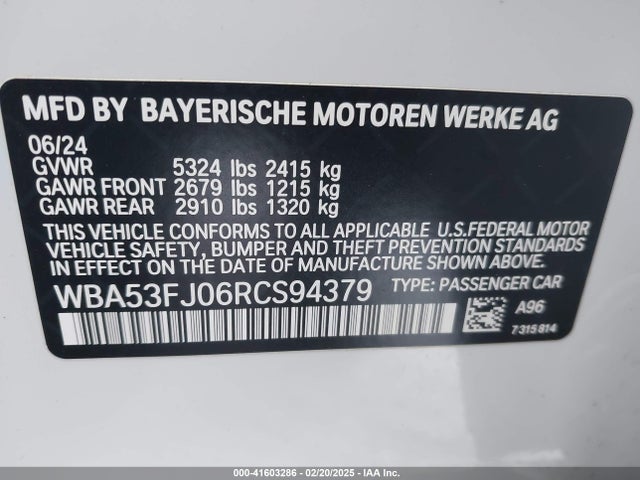 MFD BY BAYERISCHE MOTOREN WERKE AG
06/24
GVWR 5324 lbs 2415 kg
GAWR FRONT 2679 lbs 1215 kg
GAWR REAR 2910 lbs 1320 kg
THIS VEHICLE CONFORMS TO ALL APPLICABLE U.S.FEDERAL MOTOR
VEHICLE SAFETY, BUMPER AND THEFT PREVENTION STANDARDS
IN EFFECT ON THE DATE OF MANUFACTURE SHOWN ABOVE.
WBA53FJ06RCS94379 TYPE: PASSENGER CAR
A96
7315814
000-41603286 - 02/20/2025 - IAA Inc.